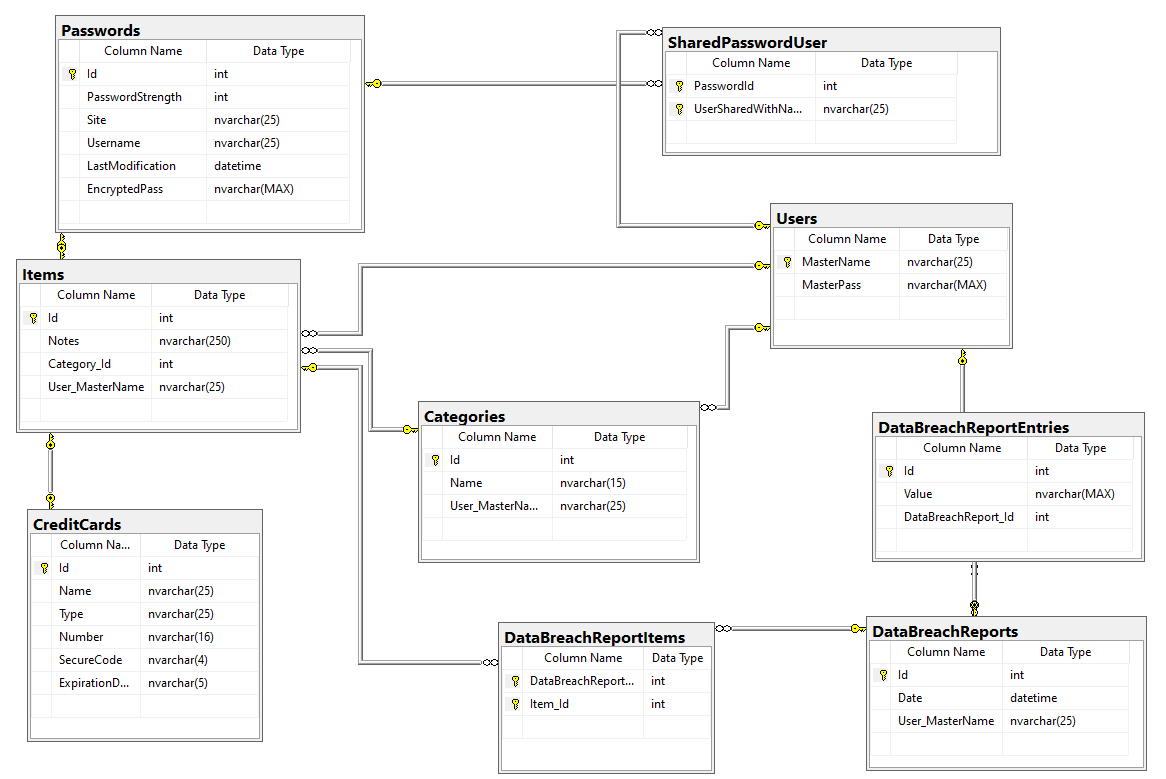 Passwords
Column Name Data Type
Id int
PasswordStrength int
Site nvarchar(25)
Username nvarchar(25)
LastModification datetime
EncryptedPass nvarchar(MAX)
SharedPasswordUser
Column Name Data Type
PasswordId int
UserSharedWithNa... nvarchar(25)
Users
Column Name Data Type
MasterName nvarchar(25)
MasterPass nvarchar(MAX)
Items
Column Name Data Type
Id int
Notes nvarchar(250)
Category_Id int
User_MasterName nvarchar(25)
Categories
Column Name Data Type
Id int
Name nvarchar(15)
User_MasterNa... nvarchar(25)
DataBreachReportEntries
Column Name Data Type
Id int
Value nvarchar(MAX)
DataBreachReport_Id int
CreditCards
Column Na... Data Type
Id int
Name nvarchar(25)
Type nvarchar(25)
Number nvarchar(16)
SecureCode nvarchar(4)
ExpirationD... nvarchar(5)
DataBreachReportItems
Column Name Data Type
DataBreachReport... int
Item_Id int
DataBreachReports
Column Name Data Type
Id int
Date datetime
User_MasterName nvarchar(25)